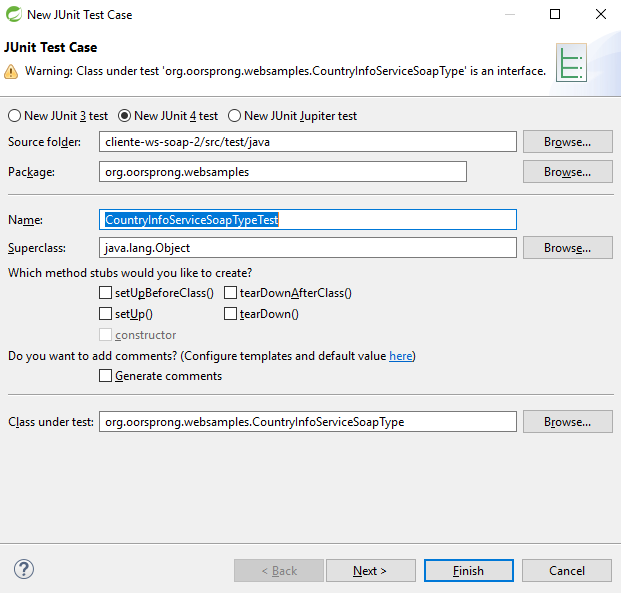 New JUnit Test Case
JUnit Test Case
Warning: Class under test 'org.oorsprong.websamples.CountryInfoServiceSoapType' is an interface.
New JUnit 3 test New JUnit 4 test New JUnit Jupiter test
Source folder: cliente-ws-soap-2/src/test/java Browse...
Package: org.oorsprong.websamples Browse...
Name: CountryInfoServiceSoapTypeTest
Superclass: java.lang.Object Browse...
Which method stubs would you like to create?
setUpBeforeClass() tearDownAfterClass()
setUp() tearDown()
constructor
Do you want to add comments? (Configure templates and default value here)
Generate comments
Class under test: org.oorsprong.websamples.CountryInfoServiceSoapType Browse...
? < Back Next > Finish Cancel